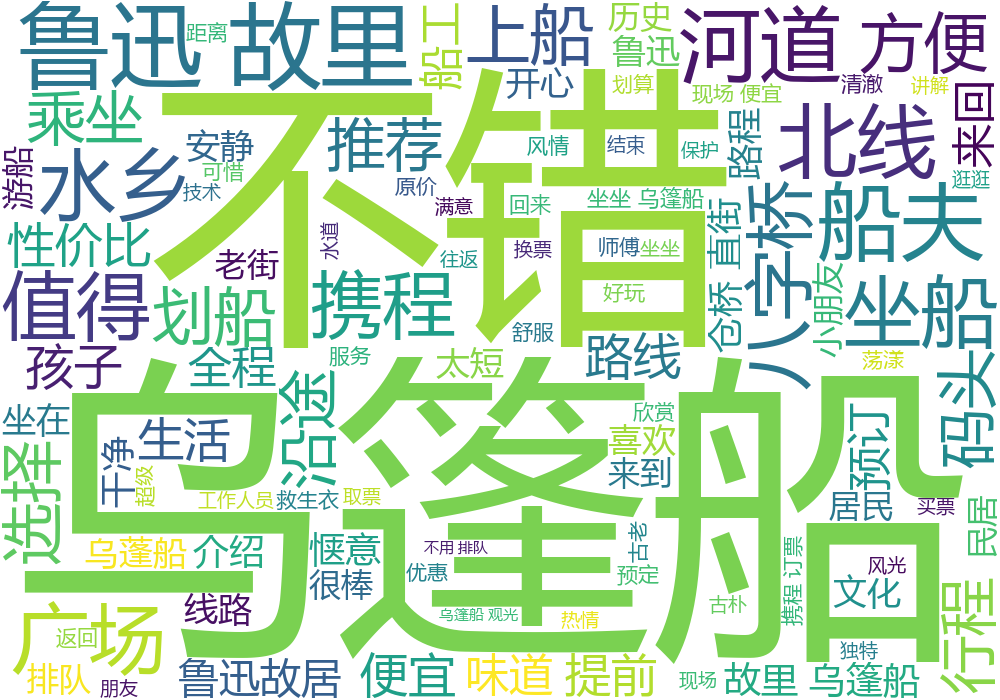 鲁迅故里
距离
船工
上船
历史
鲁迅
河道
方便
乘坐
不错
开心
划算
现场 便宜
清澈
讲解
来回
安静
推荐
风情
结束
保护
路程
北线
游船
水乡
可惜
技术
原价
满意
回来
坐坐 乌篷船
逛逛
性价比
老街
水道
往返
换票
师傅
坐坐
直街
八字桥
船夫
值得
划船
携程
好玩
舒服
仓桥
小朋友
坐船
孩子
全程
服务
太短
路线
荡漾
码头
坐在
生活
沿途
乌篷船
欣赏
喜欢
来到
预订
选择
干净
超级
工作人员
救生衣
取票
居民
买票
民居
乌蓬船
介绍
惬意
很棒
不用 排队
优惠
古老
预定
携程 订票
风光
文化
行程
广场
返回
线路
乌篷船 观光
热情
古朴
独特
排队
朋友
鲁迅故居
便宜
味道
提前
现场
故里
乌篷船